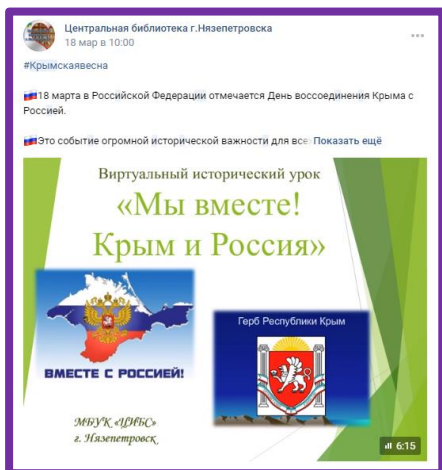 Центральная библиотека г.Нязепетровска
18 мар в 10:00
#Крымскаявесна
18 марта в Российской Федерации отмечается День воссоединения Крыма с
Россией.
Это событие огромной исторической важности для все Показать ещё
Виртуальный исторический урок
«Мы вместе!
Крым и Россия»
ВМЕСТЕ С РОССИЕЙ!
Герб Республики Крым
МБУК «ЦИБС»
г. Нязепетровск
6:15